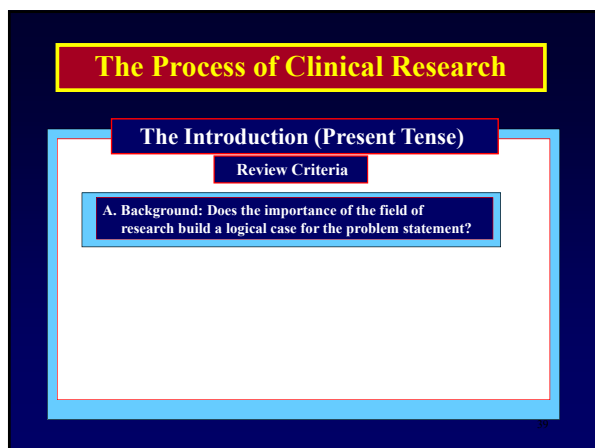 The Process of Clinical Research
The Introduction (Present Tense)
Review Criteria
A. Background: Does the importance of the field of
research build a logical case for the problem statement?